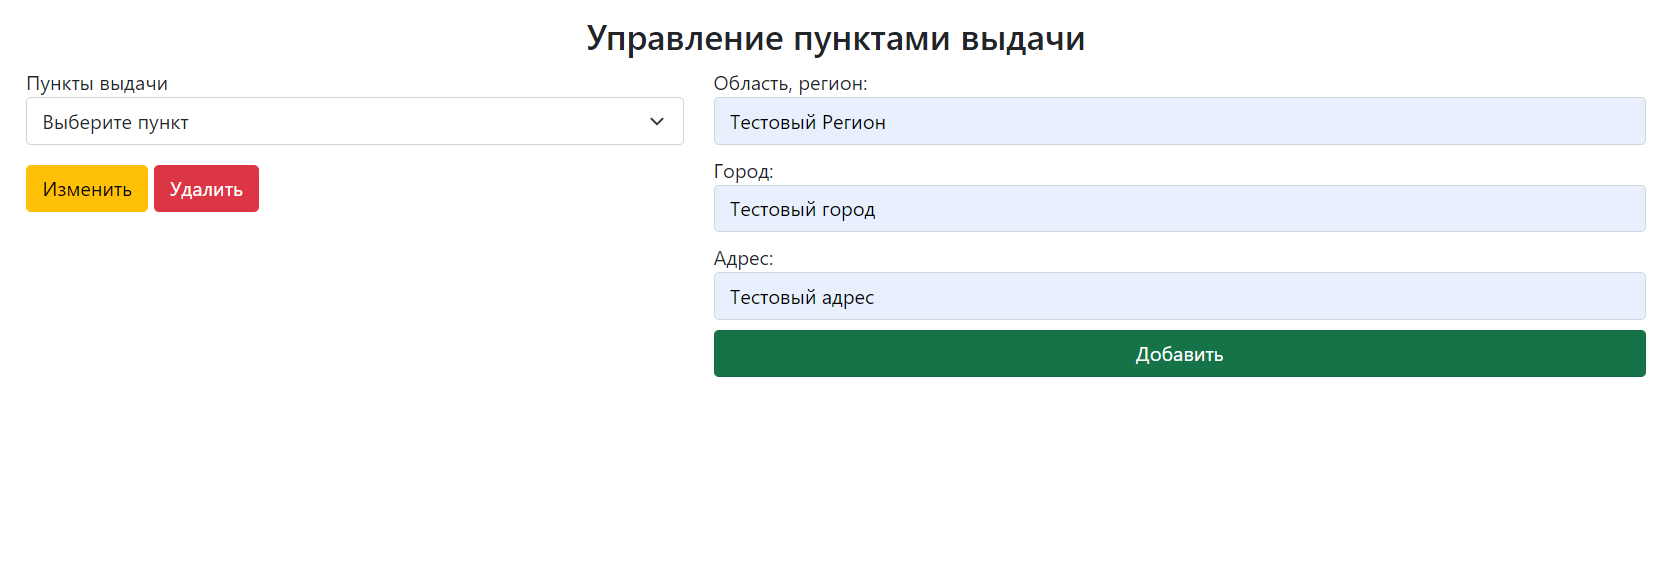 Управление пунктами выдачи
Пункты выдачи
Выберите пункт
Изменить
Удалить
Область, регион:
Тестовый Регион
Город:
Тестовый город
Адрес:
Тестовый адрес
Добавить